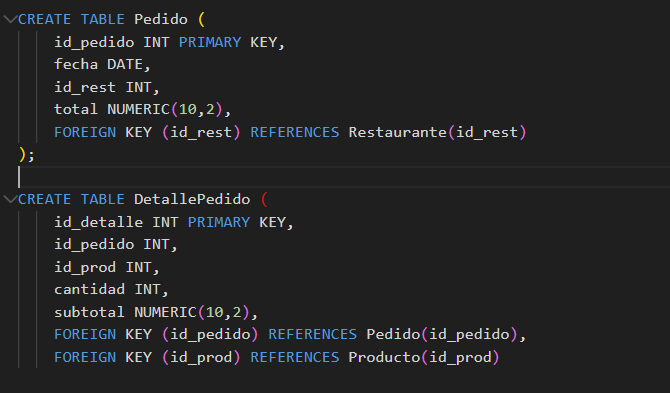 CREATE TABLE Pedido (
    id_pedido INT PRIMARY KEY,
    fecha DATE,
    id_rest INT,
    total NUMERIC(10,2),
    FOREIGN KEY (id_rest) REFERENCES Restaurante(id_rest)
);

CREATE TABLE DetallePedido (
    id_detalle INT PRIMARY KEY,
    id_pedido INT,
    id_prod INT,
    cantidad INT,
    subtotal NUMERIC(10,2),
    FOREIGN KEY (id_pedido) REFERENCES Pedido(id_pedido),
    FOREIGN KEY (id_prod) REFERENCES Producto(id_prod)